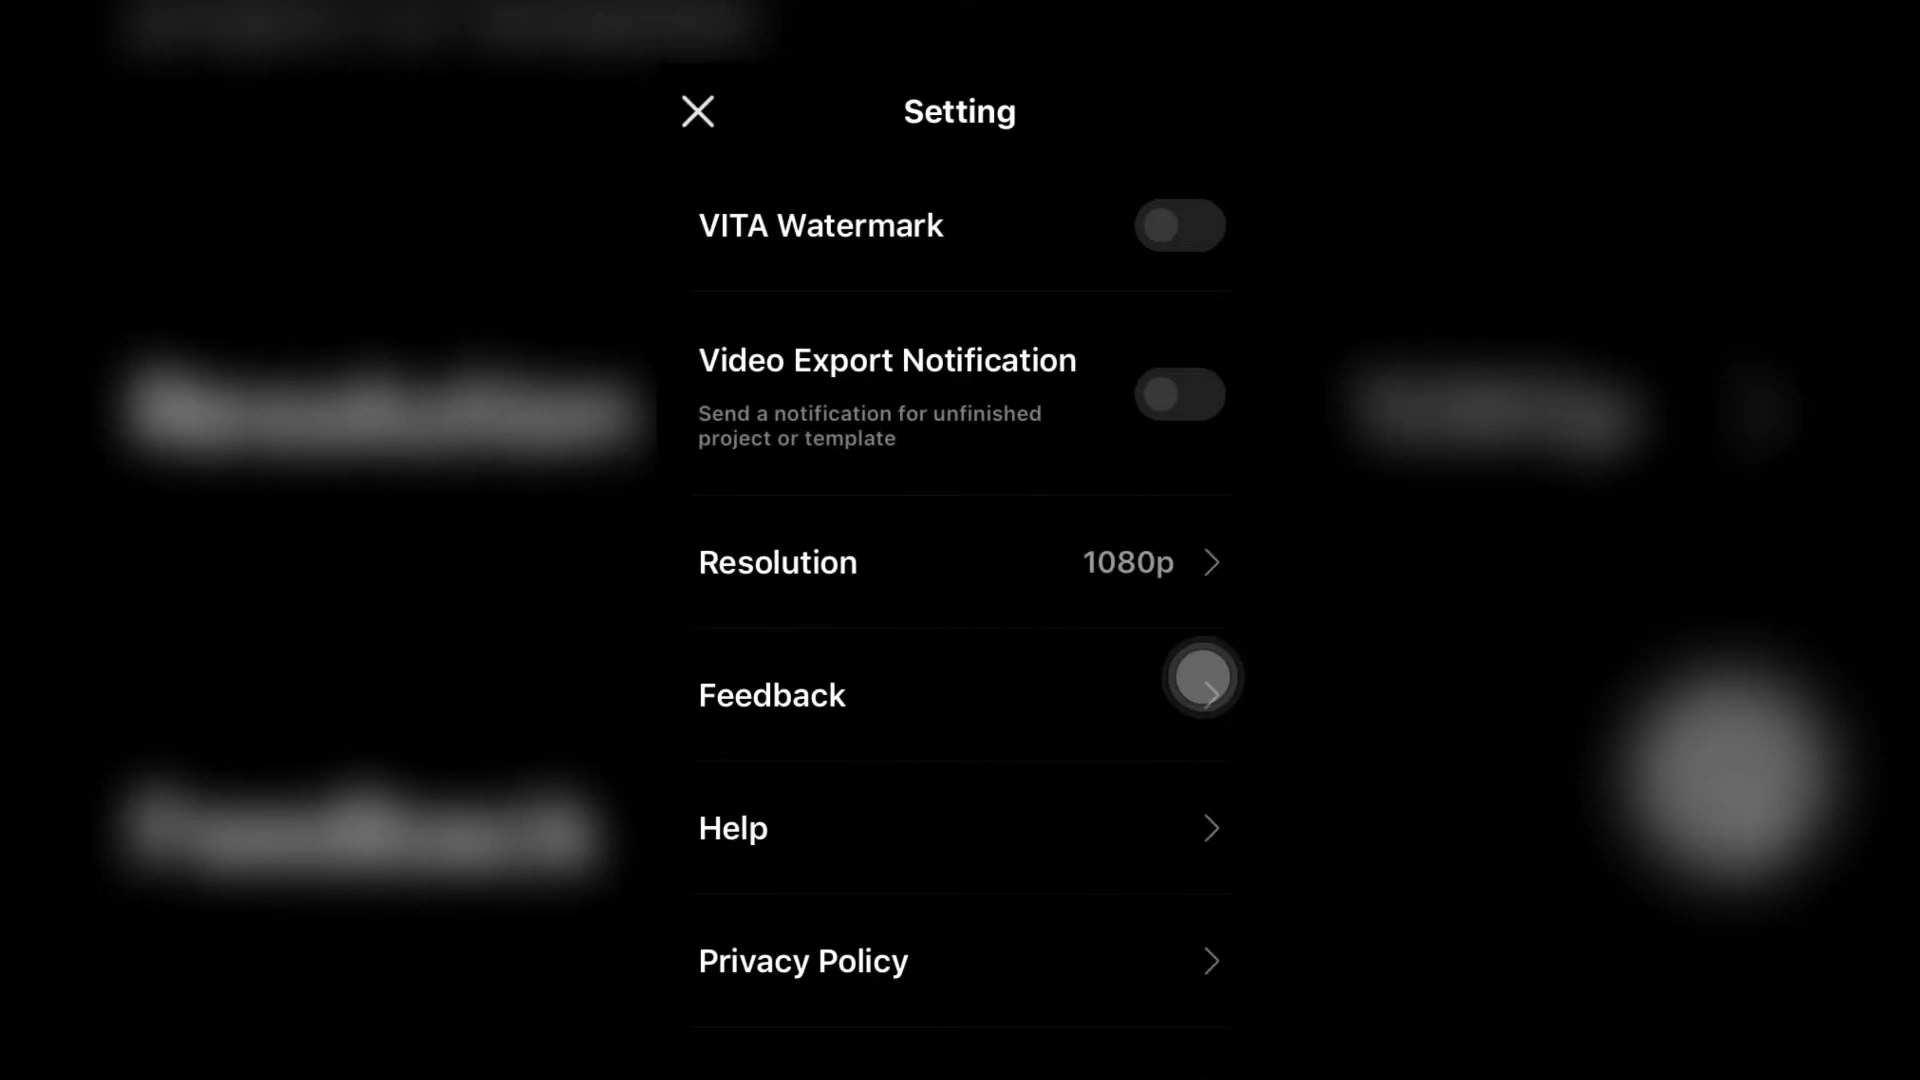 Setting
VITA Watermark
Video Export Notification
Send a notification for unfinished
project or template
Resolution 1080p
Feedback
Help
Privacy Policy